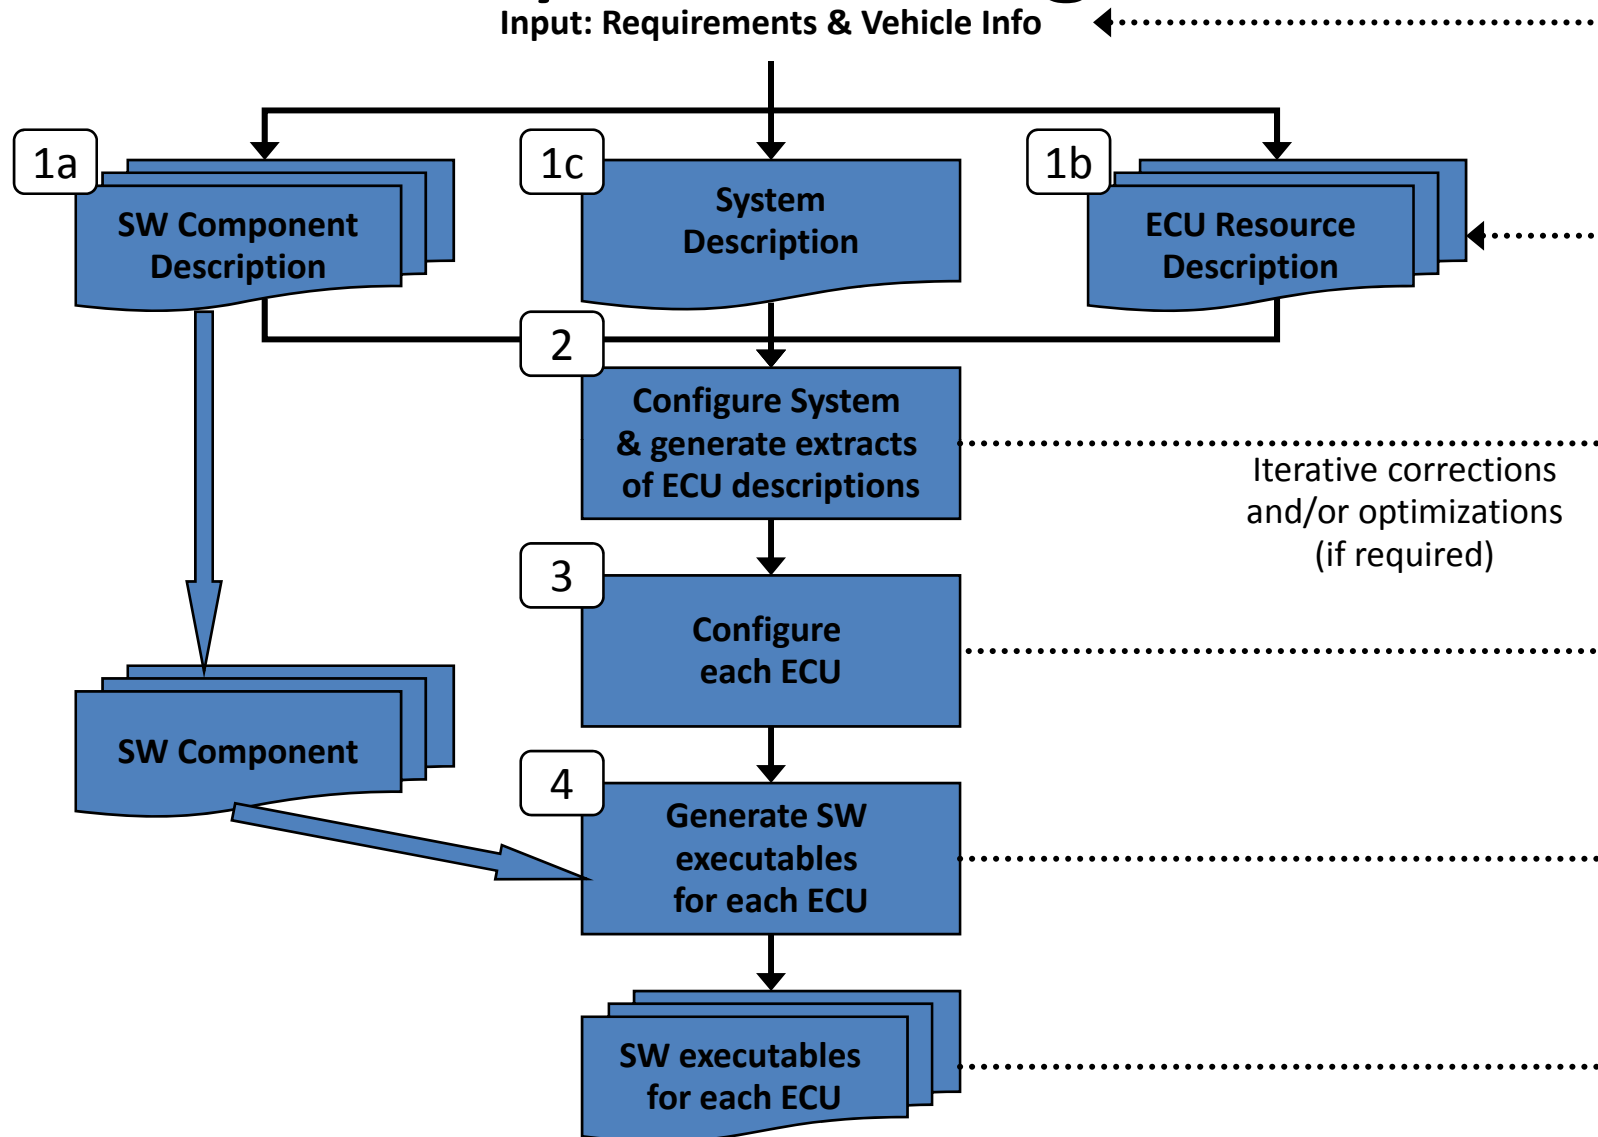 Input: Requirements & Vehicle Info
1a
1c
1b
SW Component
Description
System
Description
ECU Resource
Description
2
Configure System
& generate extracts
of ECU descriptions
Iterative corrections
and/or optimizations
(if required)
3
Configure
each ECU
SW Component
4
Generate SW
executables
for each ECU
SW executables
for each ECU